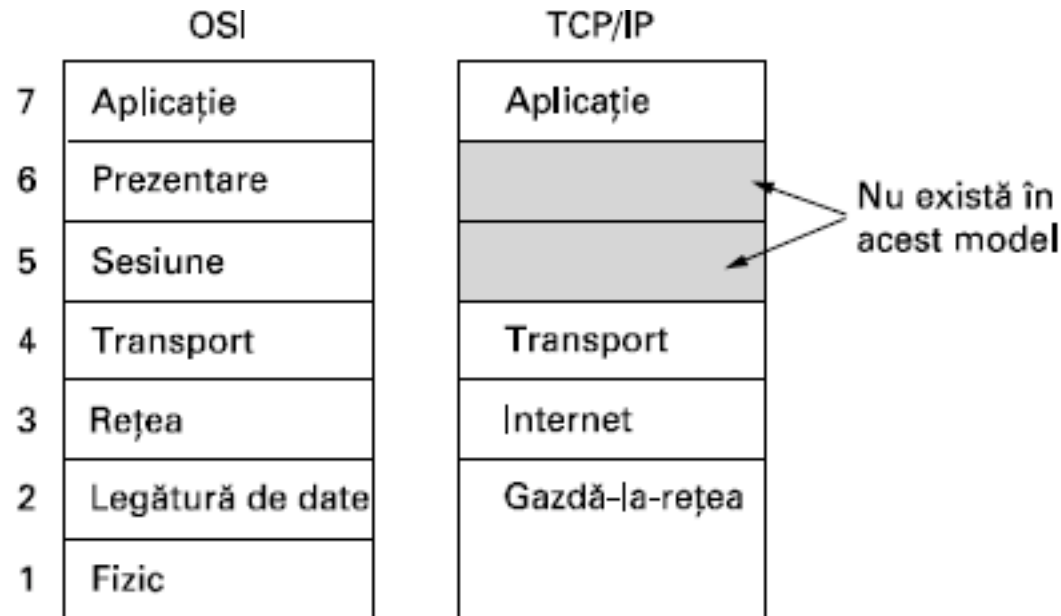 OSI TCP/IP
7 Aplicație Aplicație
6 Prezentare
Nu există în
acest model
5 Sesiune
4 Transport Transport
3 Rețea Internet
2 Legătură de date Gazdă-la-rețea
1 Fizic